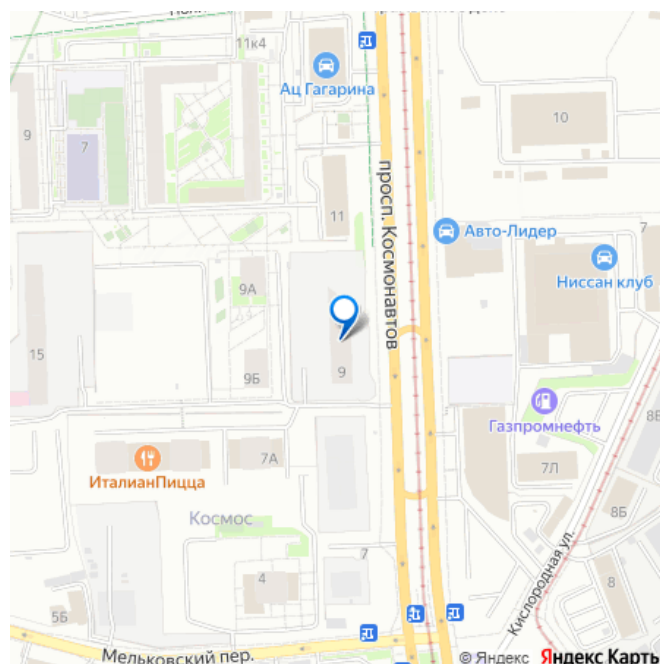 11к4
Ац Гагарина
9
7
10
11
просп. Космонавтов
Авто-Лидер
7
Ниссан клуб
9А
15
9Б
9
Газпромнефть
8Б
ИталианПицца
7А
7Л
Космос
8Б
7
Кислородная ул.
4
8
5Б
Мельковский пер.
© Яндекс Яндекс Карты